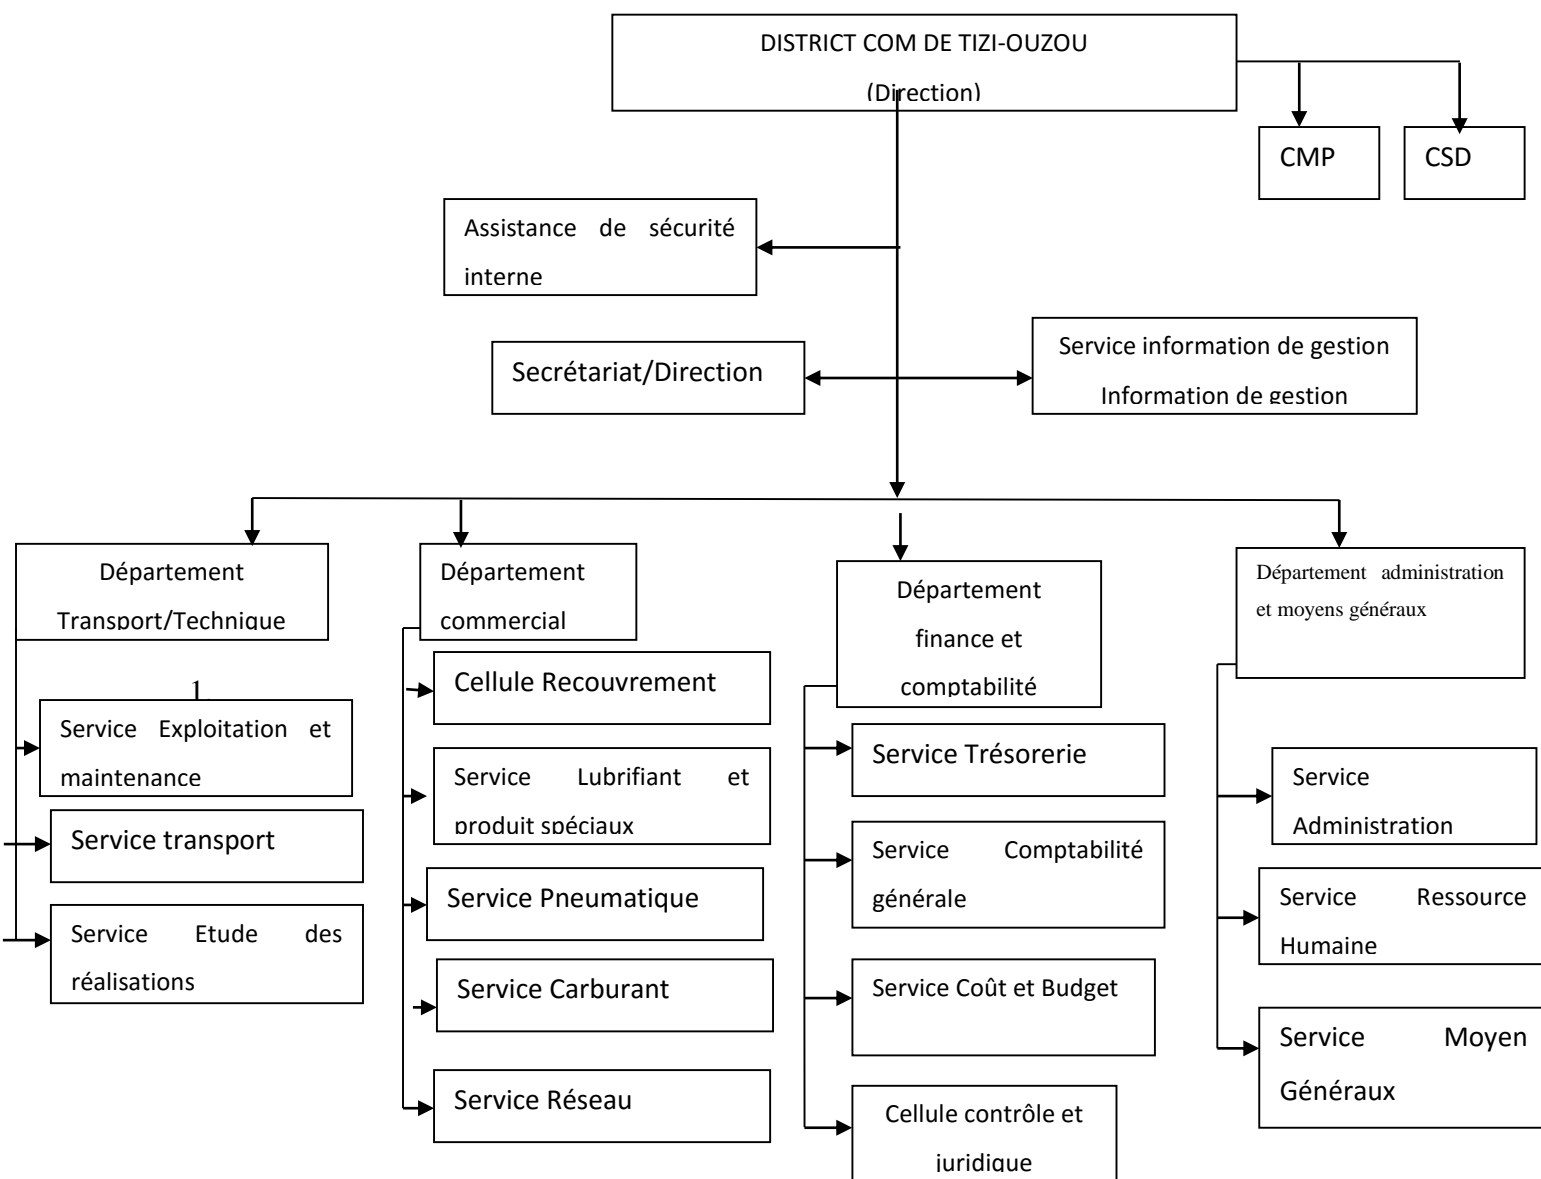 DISTRICT COM DE TIZI-OUZOU
(Direction)
CMP
CSD
Assistance de sécurité
interne
Secrétariat/Direction
Service information de gestion
Information de gestion
Département
Transport/Technique
1.
Service Exploitation et
maintenance
Service transport
Service Etude des
réalisations
Département
commercial
Cellule Recouvrement
Service Lubrifiant et
produit spéciaux
Service Pneumatique
Service Carburant
Service Réseau
Département
finance et
comptabilité
Service Trésorerie
Service Comptabilité
générale
Service Coût et Budget
Cellule contrôle et
juridique
Département administration
et moyens généraux
Service
Administration
Service Ressource
Humaine
Service Moyen
Généraux